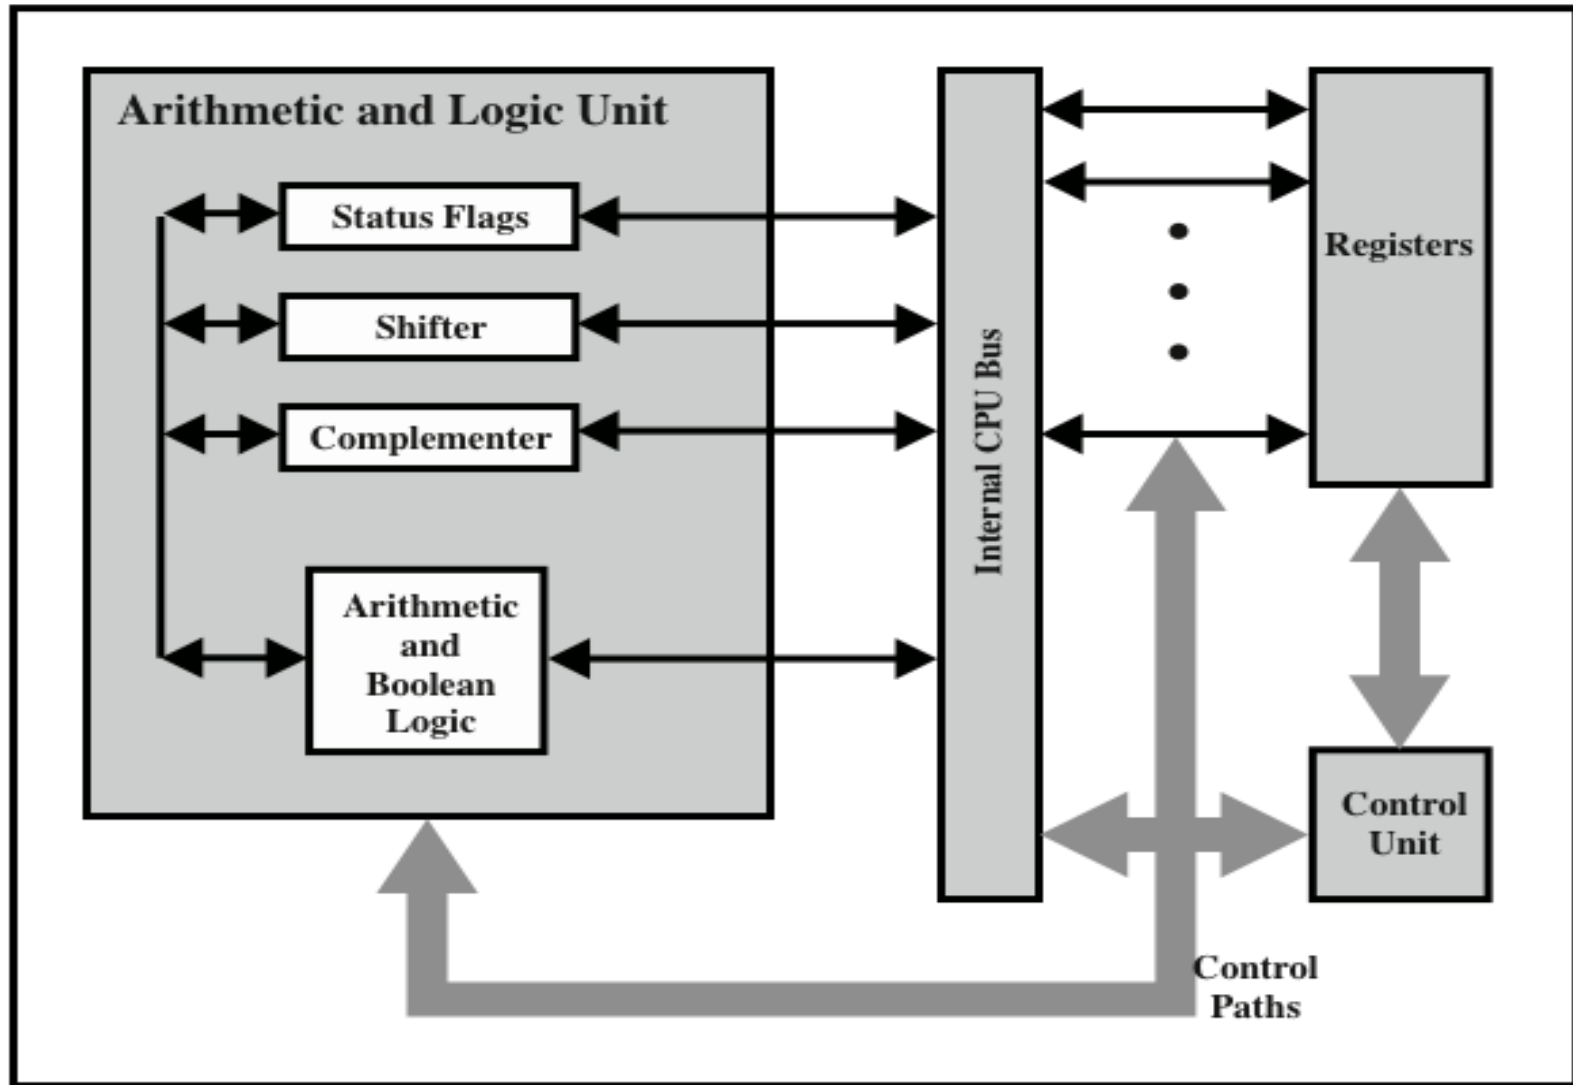 Arithmetic and Logic Unit
Status Flags
Shifter
Complementer
Arithmetic
and
Boolean
Logic
Internal CPU Bus
Registers
Control
Unit
Control
Paths